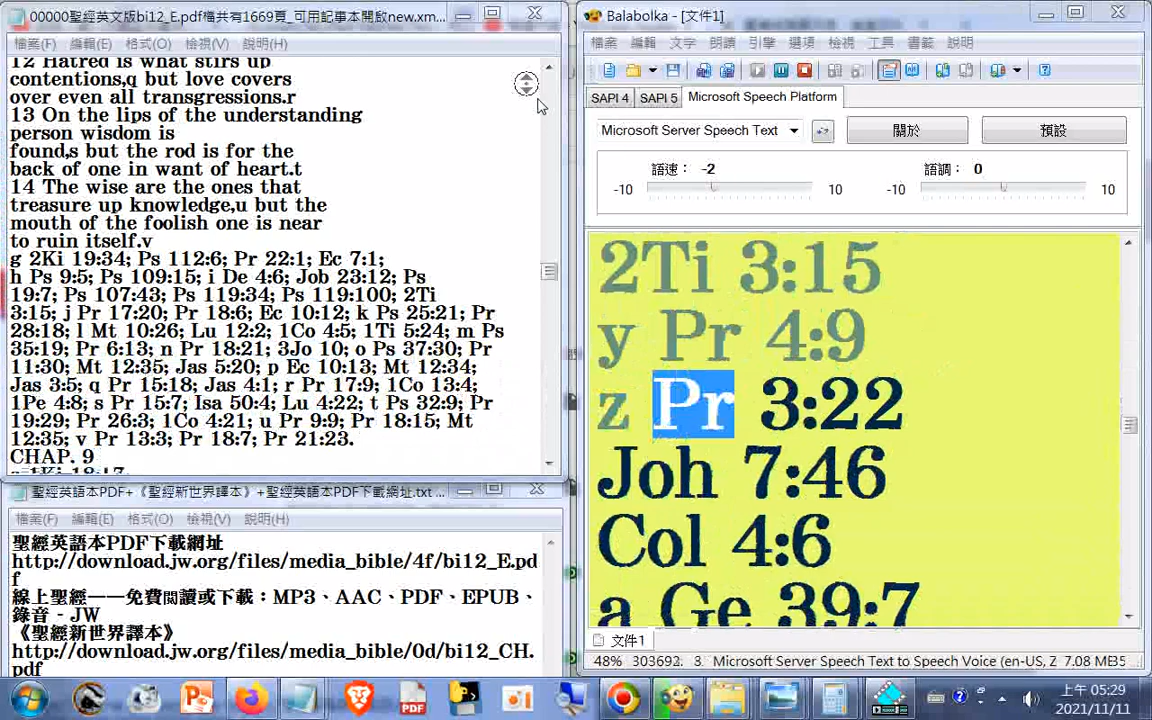 00000聖經英文版bi12_E.pdf檔共有1669頁_可用記事本開啟new.xm...
檔案(F) 編輯(E) 格式(O) 檢視(V) 說明(H)
12 Hatred is what stirs up
contentions,q but love covers
over even all transgressions.r
13 On the lips of the understanding
person wisdom is
found,s but the rod is for the
back of one in want of heart.t
14 The wise are the ones that
treasure up knowledge,u but the
mouth of the foolish one is near
to ruin itself.v
g 2Ki 19:34; Ps 112:6; Pr 22:1; Ec 7:1;
h Ps 9:5; Ps 109:15; i De 4:6; Job 23:12; Ps
19:7; Ps 107:43; Ps 119:34; Ps 119:100; 2Ti
3:15; j Pr 17:20; Pr 18:6; Ec 10:12; k Ps 25:21; Pr
28:18; l Mt 10:26; Lu 12:2; 1Co 4:5; 1Ti 5:24; m Ps
35:19; Pr 6:13; n Pr 18:21; 3Jo 10; o Ps 37:30; Pr
11:30; Mt 12:35; Jas 5:20; p Ec 10:13; Mt 12:34;
Jas 3:5; q Pr 15:18; Jas 4:1; r Pr 17:9; 1Co 13:4;
1Pe 4:8; s Pr 15:7; Isa 50:4; Lu 4:22; t Ps 32:9; Pr
19:29; Pr 26:3; 1Co 4:21; u Pr 9:9; Pr 18:15; Mt
12:35; v Pr 13:3; Pr 18:7; Pr 21:23.
CHAP. 9
聖經英語本PDF+《聖經新世界譯本》+聖經英語本PDF下載網址.txt ...
檔案(F) 編輯(E) 格式(O) 檢視(V) 說明(H)
聖經英語本PDF下載網址
http://download.jw.org/files/media_bible/4f/bi12_E.pd
f
線上聖經——免費閱讀或下載：MP3、AAC、PDF、EPUB、
錄音 - JW
《聖經新世界譯本》
http://download.jw.org/files/media_bible/0d/bi12_CH.
pdf
Balabolka - [文件1]
檔案 編輯 文字 朗讀 引擎 選項 檢視 工具 書籤 說明
SAPI 4 SAPI 5 Microsoft Speech Platform
Microsoft Server Speech Text 關於 預設
語速： -2 語調： 0
-10 10 -10 10
2Ti 3:15
y Pr 4:9
z Pr 3:22
Joh 7:46
Col 4:6
a Ge 39:7
文件1
48% 303692. 3. Microsoft Server Speech Text to Speech Voice (en-US, Z 7.08 MB
上午 05:29
2021/11/11